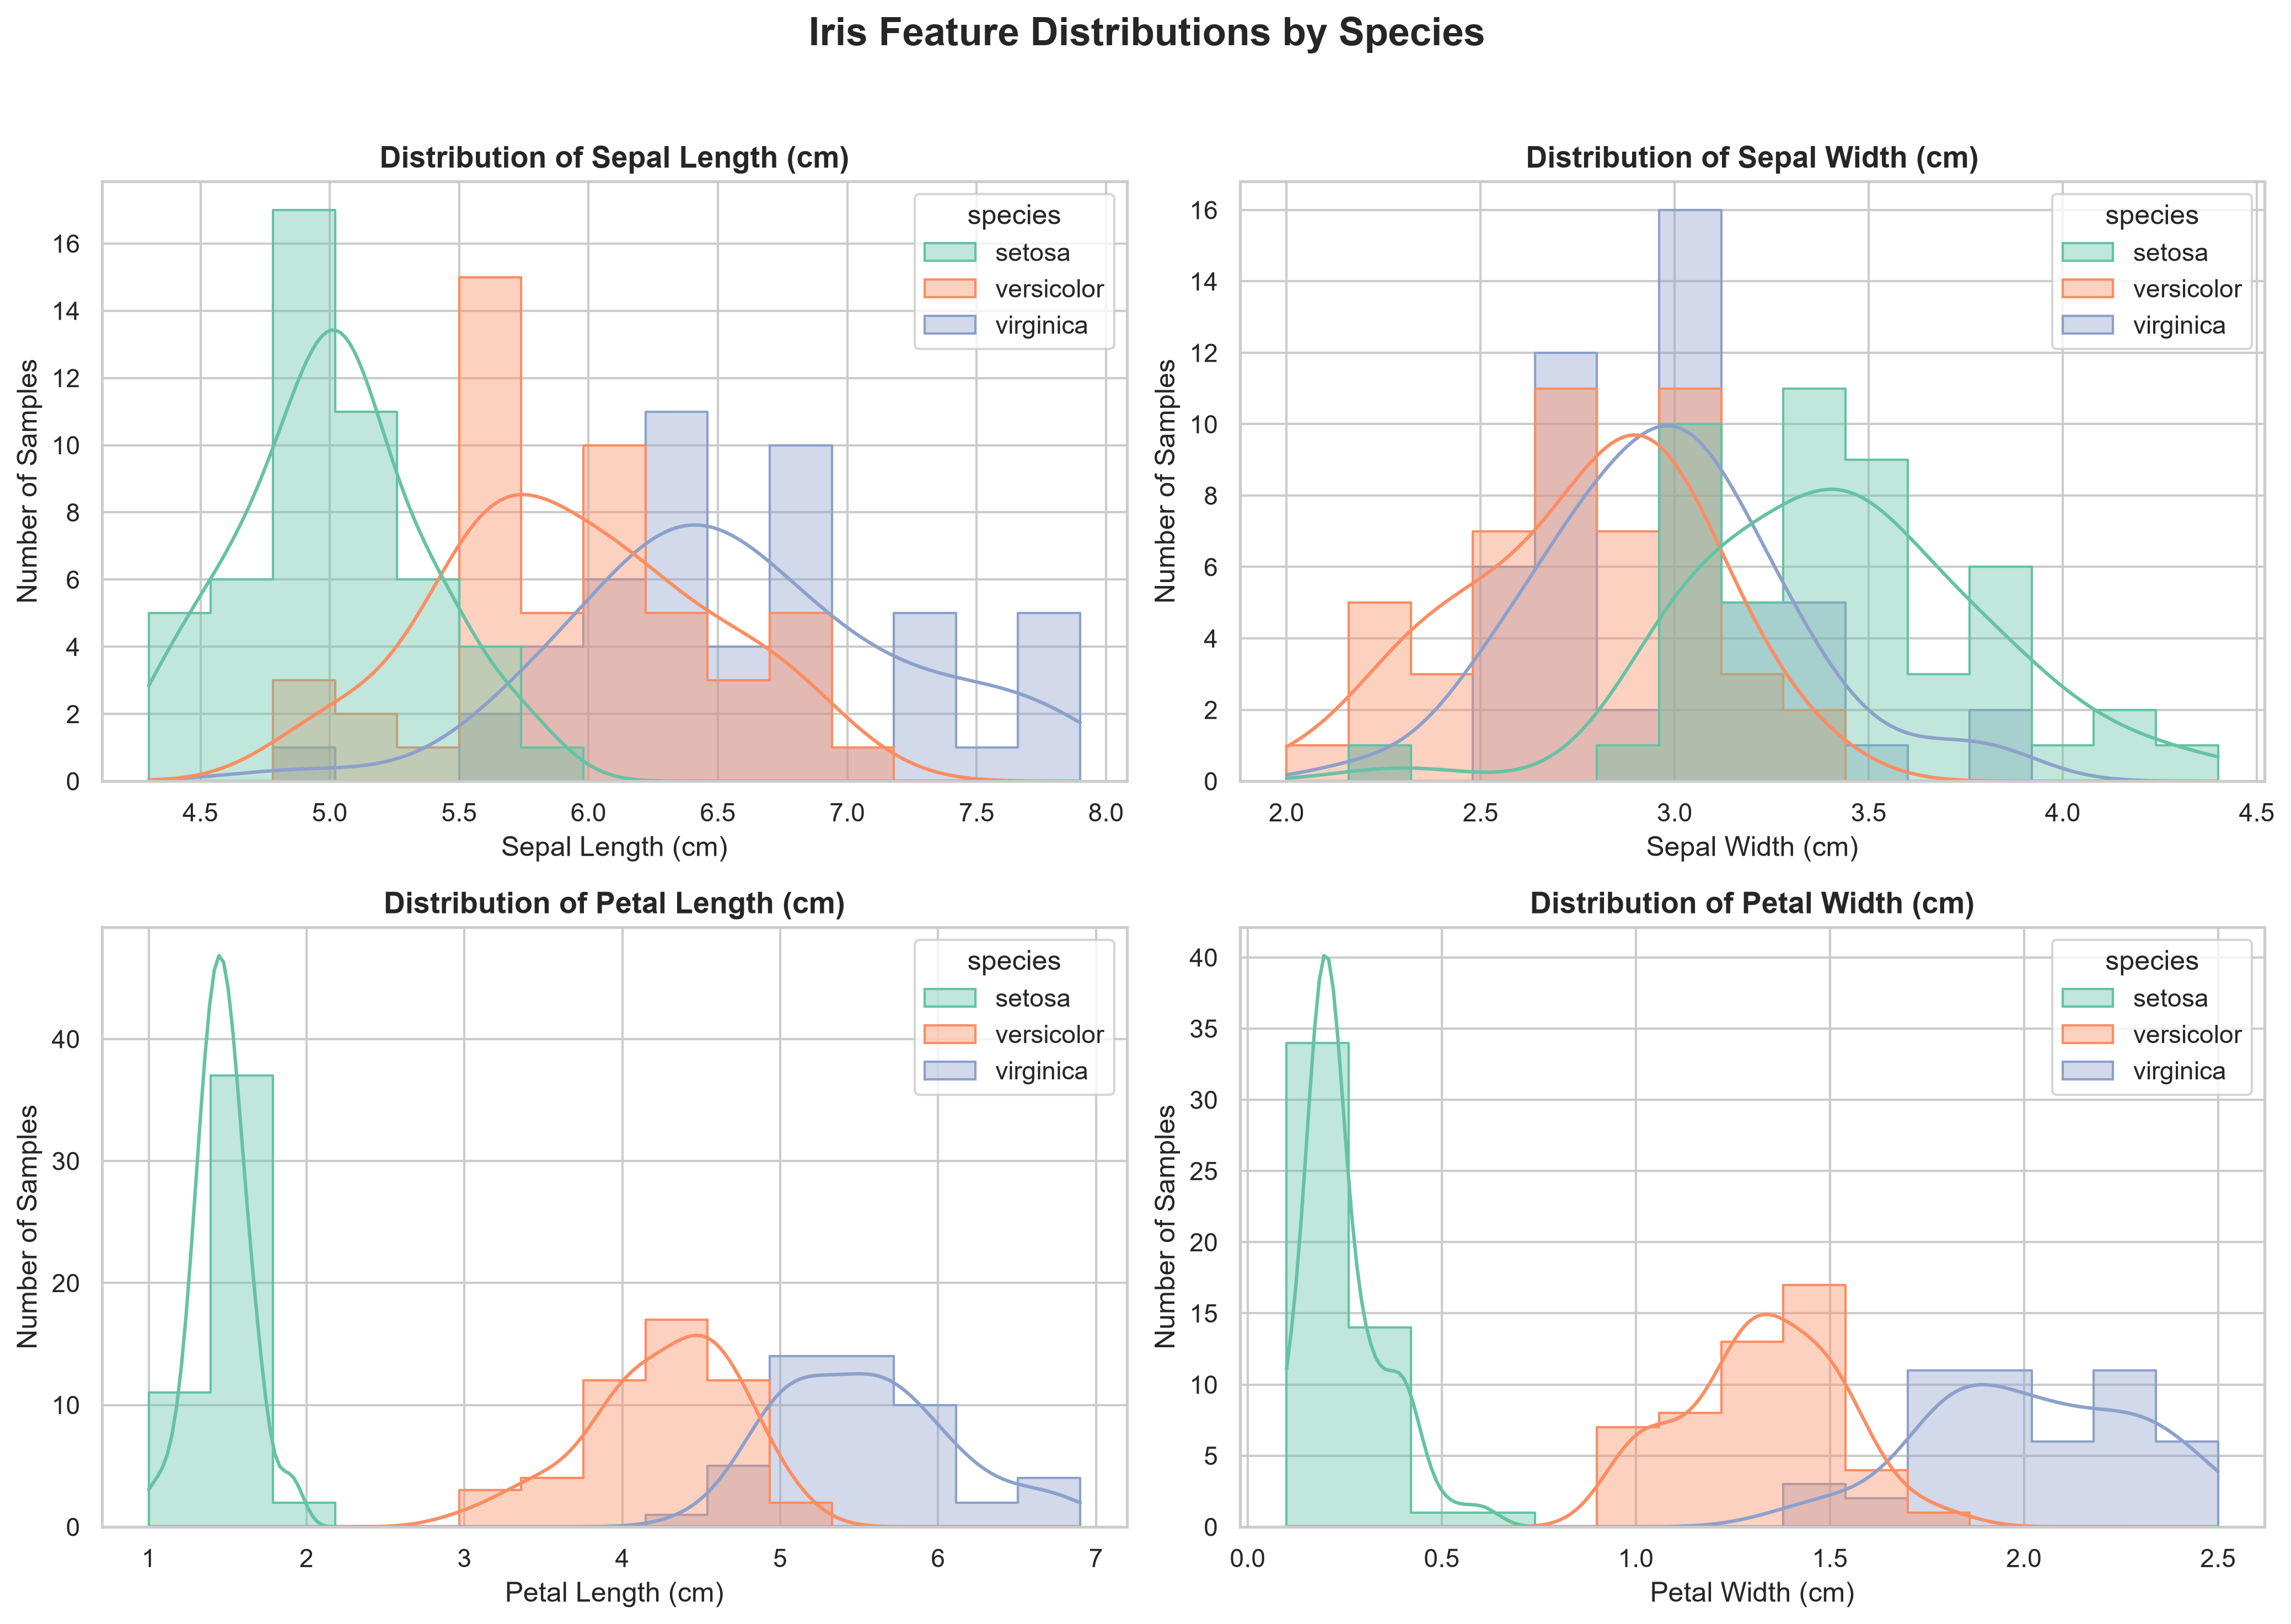 Iris Feature Distributions by Species
Distribution of Sepal Length (cm)
Number of Samples
16
14
12
10
8
6
4
2
0
4.5 5.0 5.5 6.0 6.5 7.0 7.5 8.0
Sepal Length (cm)
species
setosa
versicolor
virginica
Distribution of Sepal Width (cm)
Number of Samples
16
14
12
10
8
6
4
2
0
2.0 2.5 3.0 3.5 4.0 4.5
Sepal Width (cm)
species
setosa
versicolor
virginica
Distribution of Petal Length (cm)
Number of Samples
40
30
20
10
0
1 2 3 4 5 6 7
Petal Length (cm)
species
setosa
versicolor
virginica
Distribution of Petal Width (cm)
Number of Samples
40
35
30
25
20
15
10
5
0
0.0 0.5 1.0 1.5 2.0 2.5
Petal Width (cm)
species
setosa
versicolor
virginica